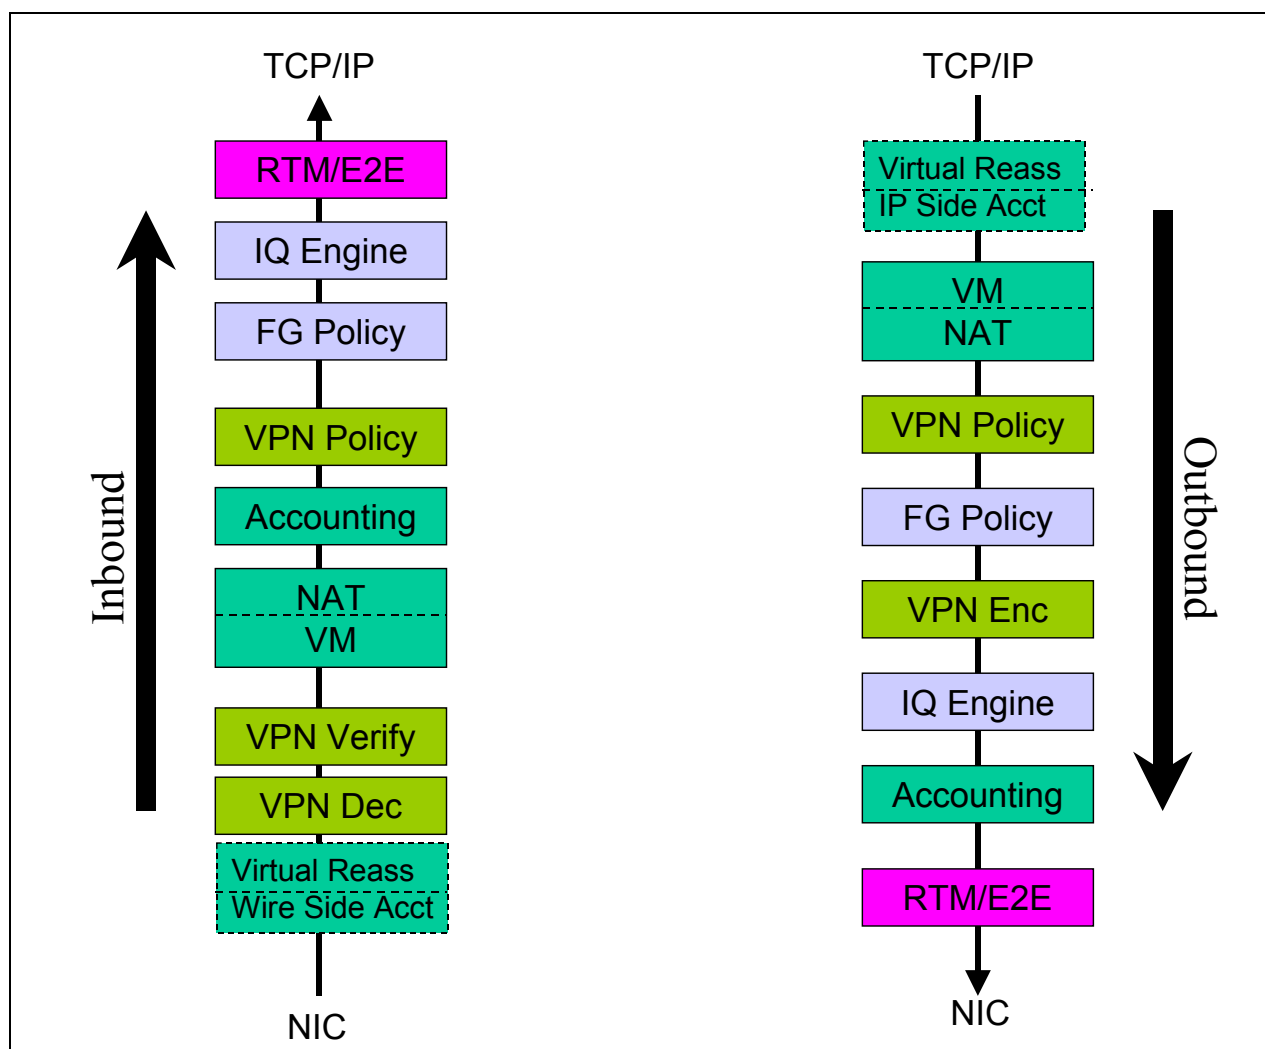 TCP/IP
RTM/E2E
IQ Engine
FG Policy
VPN Policy
Accounting
NAT
VM
VPN Verify
VPN Dec
Virtual Reass
Wire Side Acct
NIC
Inbound
TCP/IP
Virtual Reass
IP Side Acct
VM
NAT
VPN Policy
FG Policy
VPN Enc
IQ Engine
Accounting
RTM/E2E
NIC
Outbound